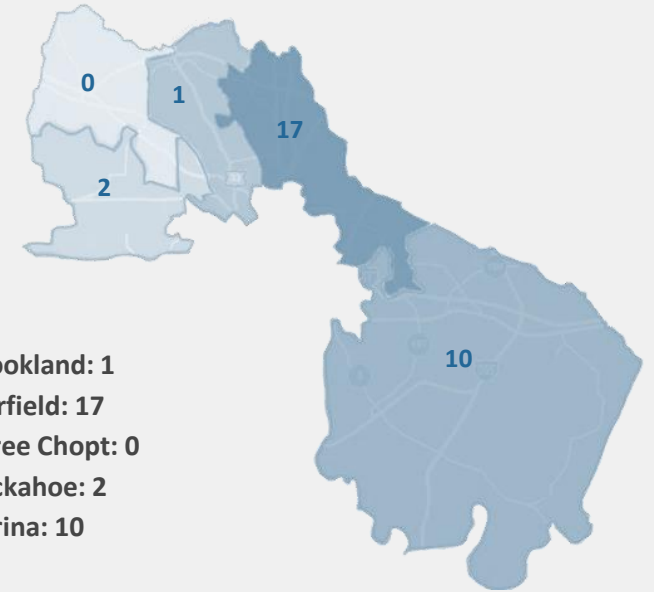 0
1
17
2
10
ookland: 1
rfield: 17
ree Chopt: 0
ckahoe: 2
rina: 10